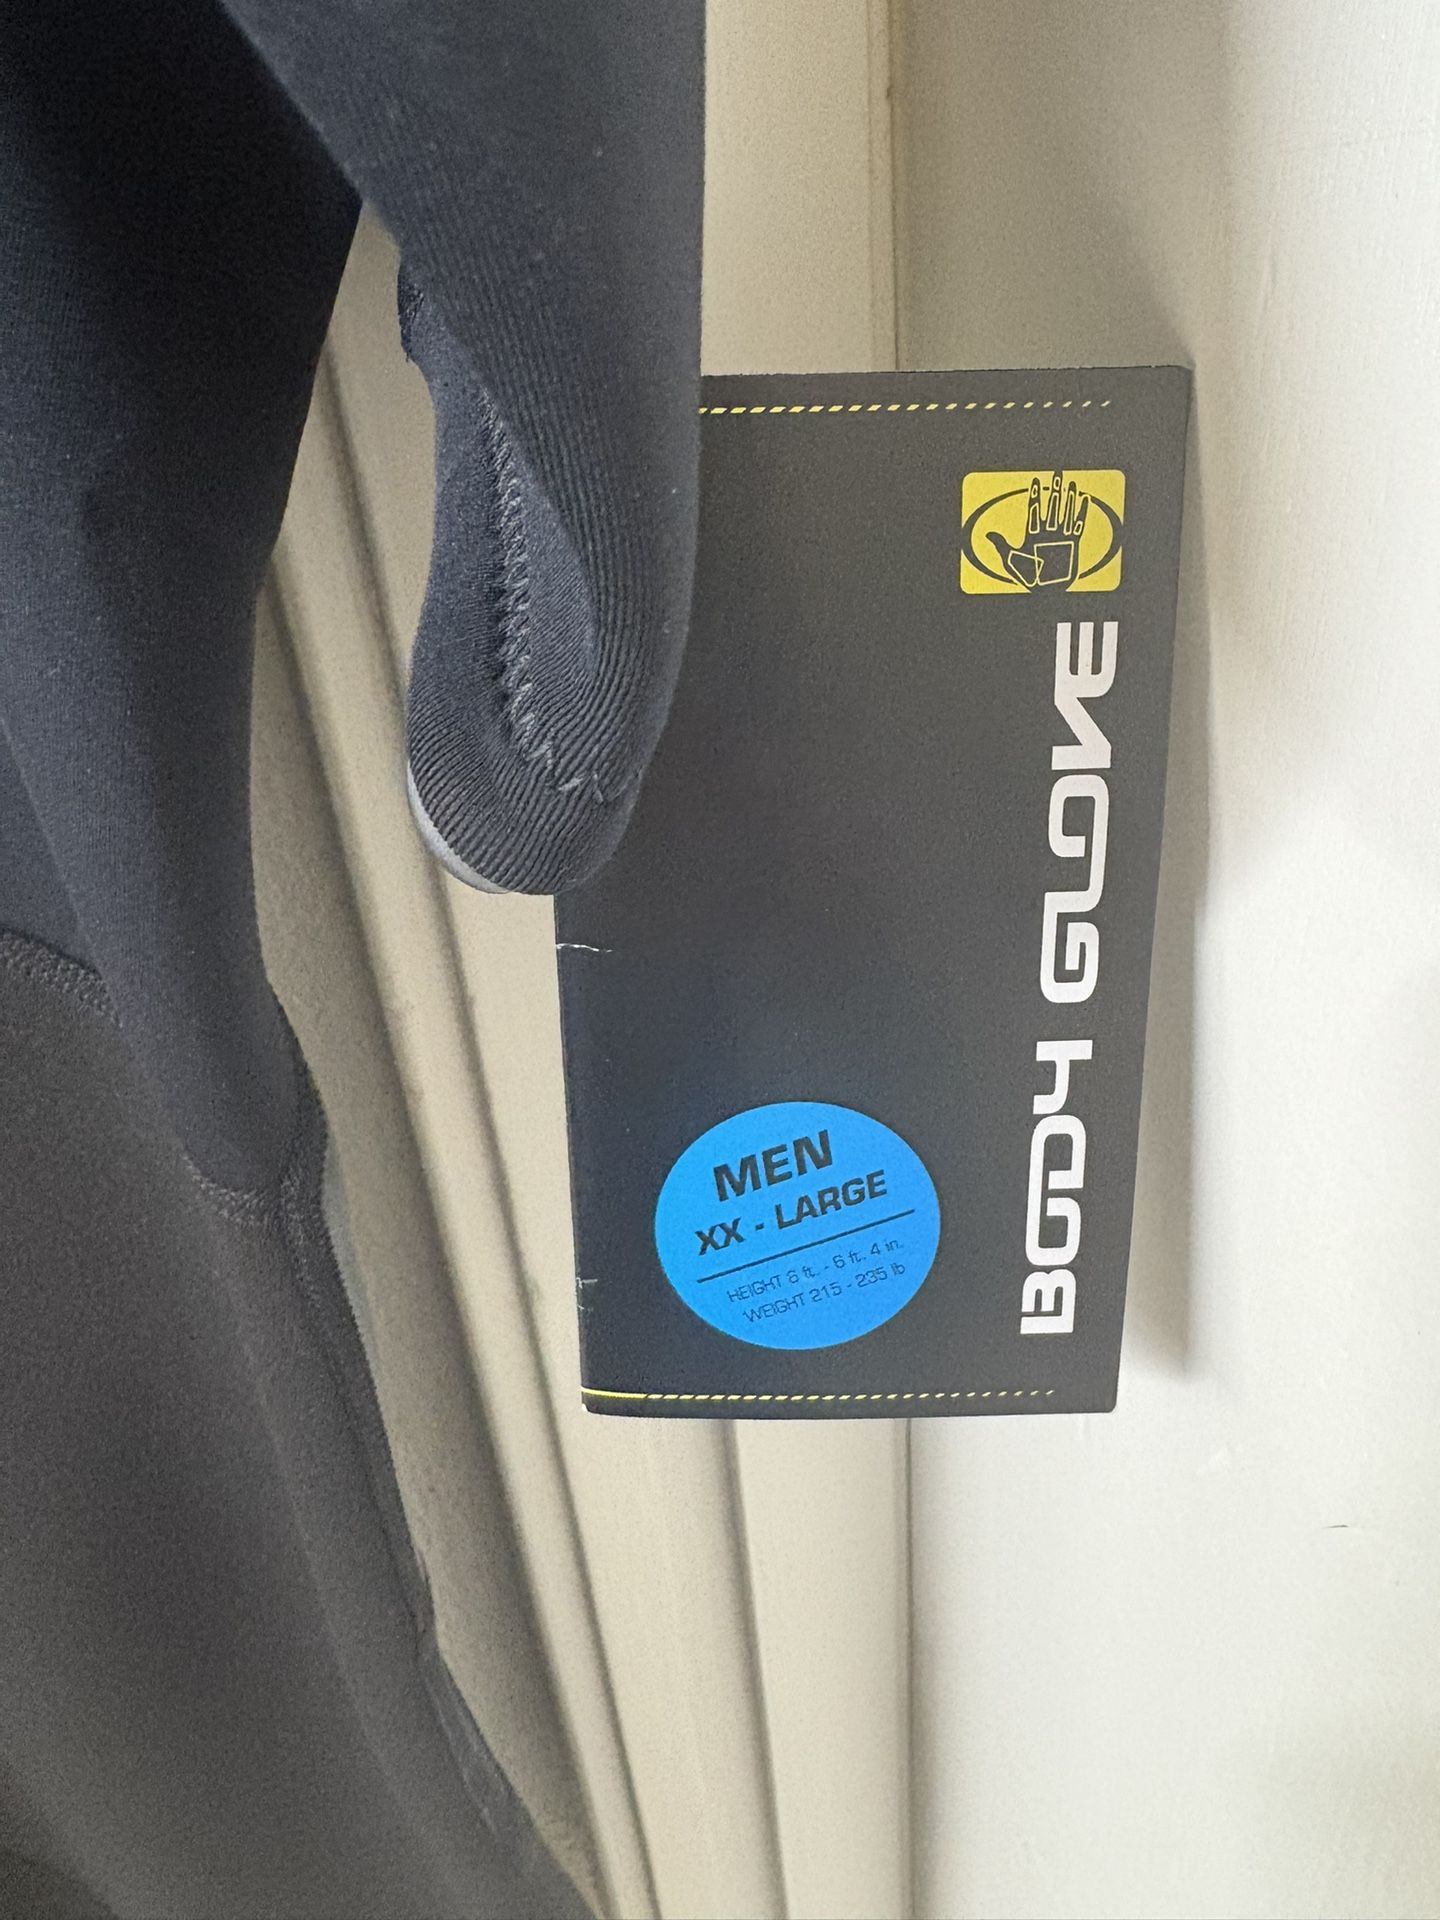 BODY GLOVE
MEN
XX - LARGE
HEIGHT 6 ft. - 6 ft. 4 in.
WEIGHT 215 - 235 lb